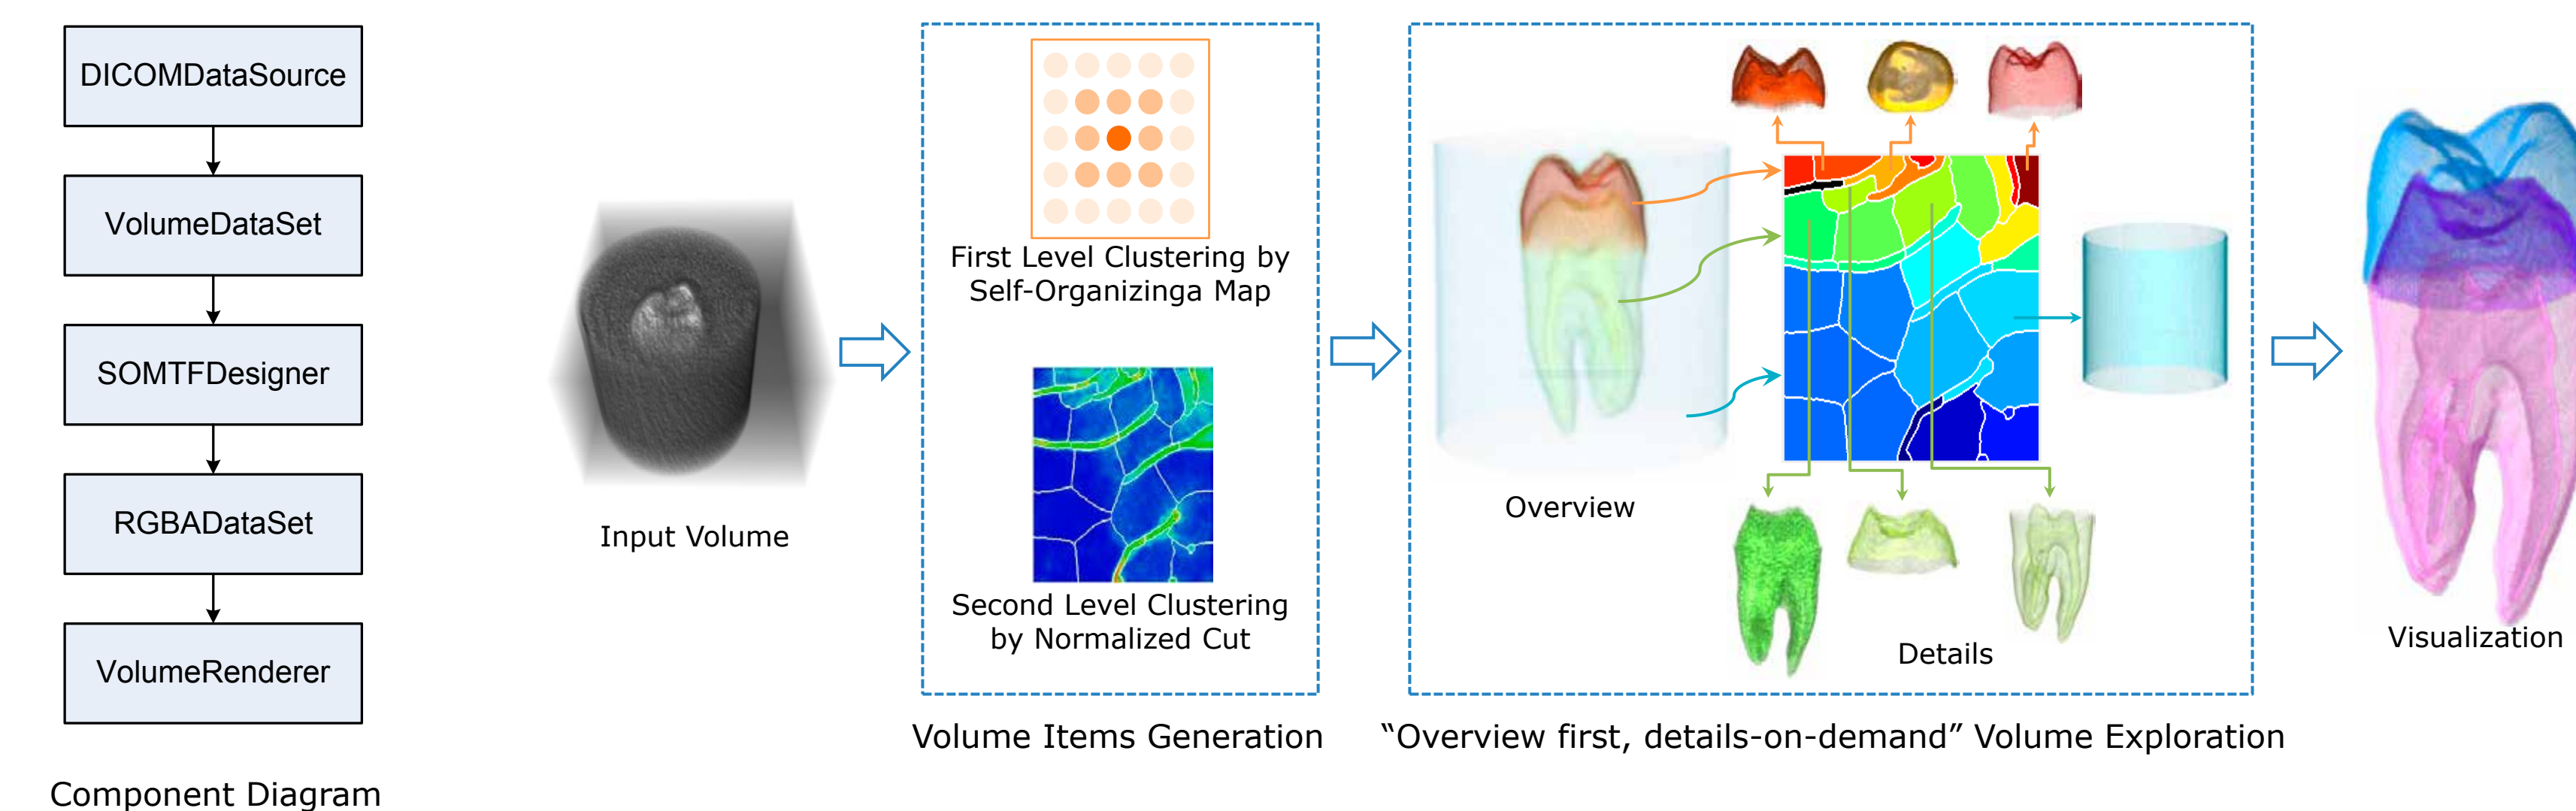 DICOMDataSource
VolumeDataSet
SOMTFDesigner
RGBADataSet
VolumeRenderer
Component Diagram
Input Volume
First Level Clustering by
Self-Organizinga Map
Second Level Clustering
by Normalized Cut
Volume Items Generation
Overview
Details
“Overview first, details-on-demand” Volume Exploration
Visualization